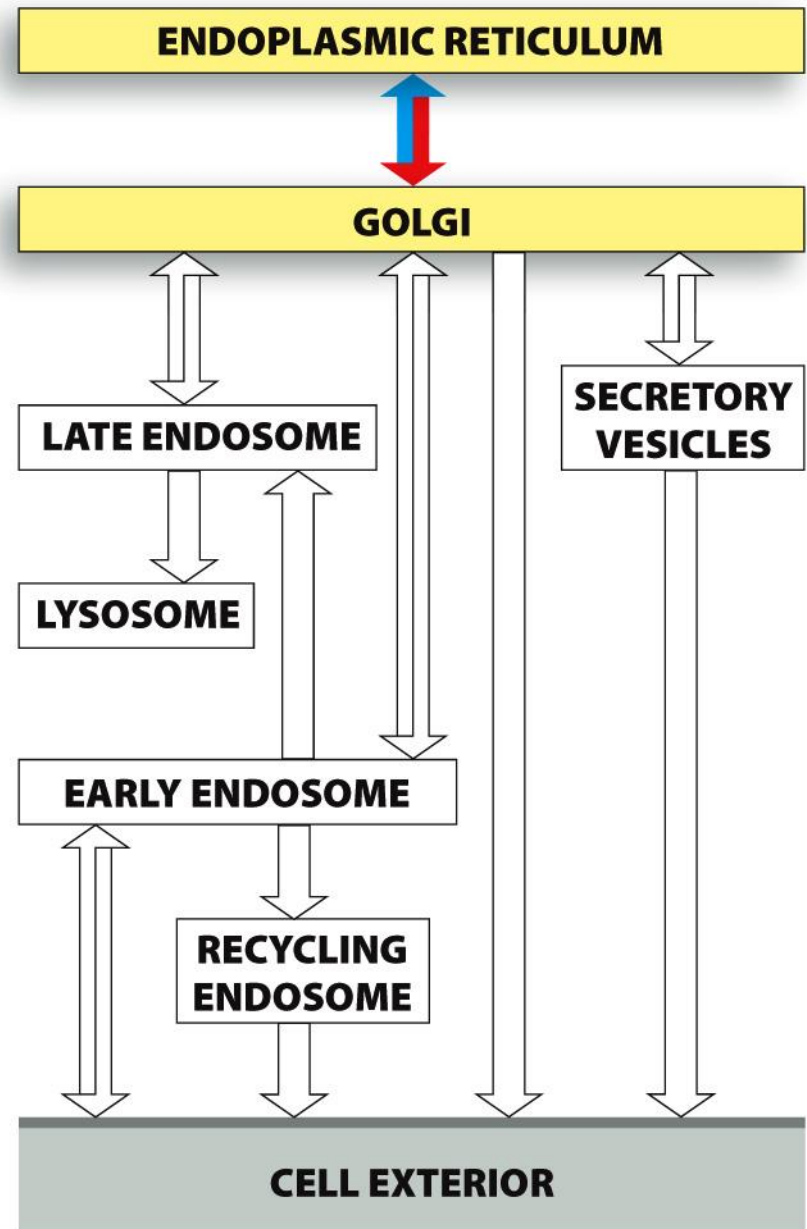 ENDOPLASMIC RETICULUM
GOLGI
SECRETORY
VESICLES
LATE ENDOSOME
LYSOSOME
EARLY ENDOSOME
RECYCLING
ENDOSOME
CELL EXTERIOR